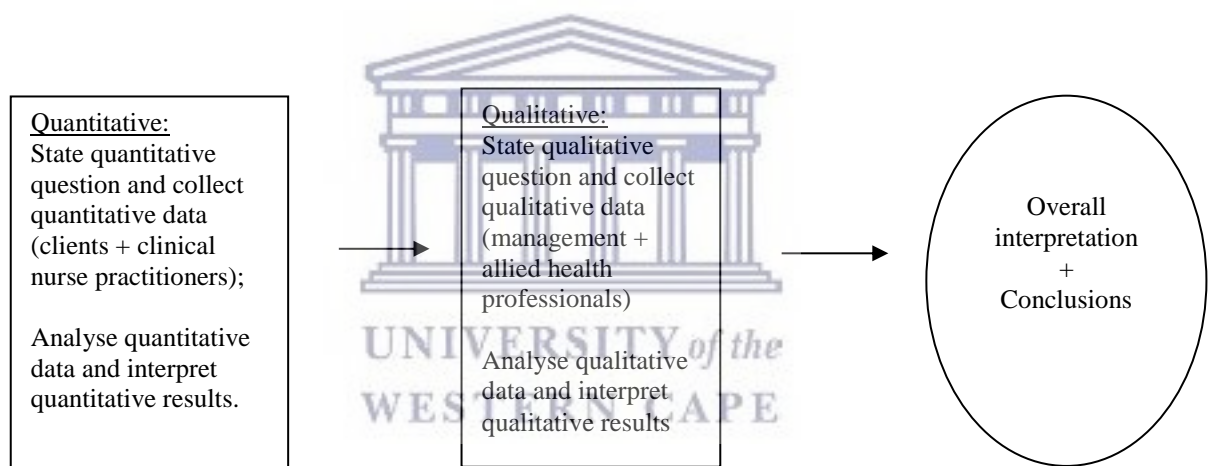 Quantitative:
State quantitative
question and collect
quantitative data
(clients + clinical
nurse practitioners);
Analyse quantitative
data and interpret
quantitative results.
Qualitative:
State qualitative
question and collect
qualitative data
(management +
allied health
professionals)
Analyse qualitative
data and interpret
qualitative results
Overall
interpretation
+
Conclusions
UNIVERSITY of the
WESTERN CAPE